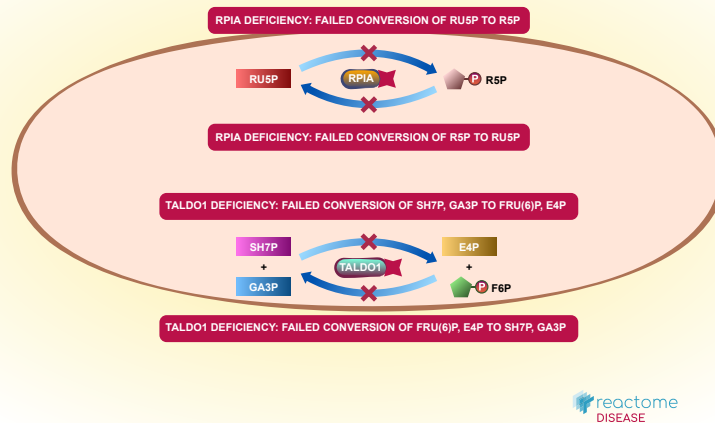 RPIA DEFICIENCY: FAILED CONVERSION OF RU5P TO R5P
RU5P
RPIA
P
R5P
RPIA DEFICIENCY: FAILED CONVERSION OF R5P TO RU5P
TALDO1 DEFICIENCY: FAILED CONVERSION OF SH7P, GA3P TO FRU(6)P, E4P
SH7P
E4P
+
TALDO1
+
GA3P
P
F6P
TALDO1 DEFICIENCY: FAILED CONVERSION OF FRU(6)P, E4P TO SH7P, GA3P
reactome
DISEASE